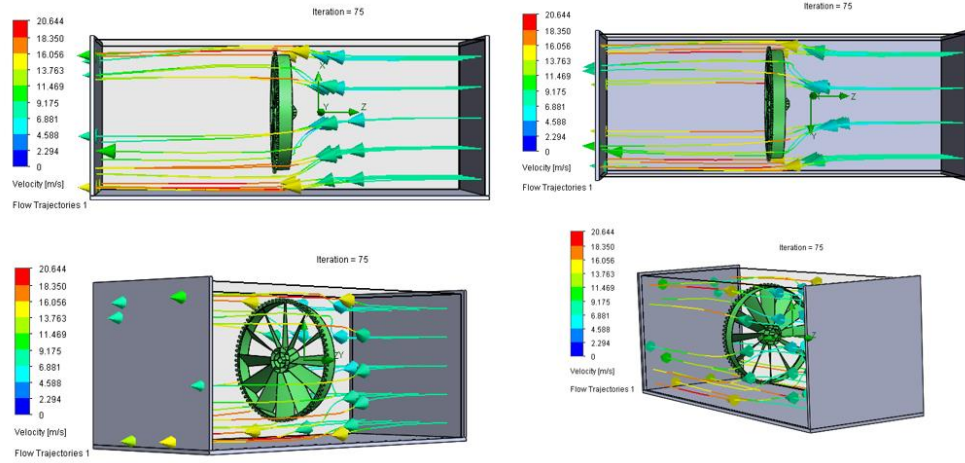 Iteration = 75
20.644
18.350
16.056
13.763
11.469
9.175
6.881
4.588
2.294
0
Velocity [m/s]
Flow Trajectories 1
Y
Z
Iteration = 75
20.644
18.350
16.056
13.763
11.469
9.175
6.881
4.588
2.294
0
Velocity [m/s]
Flow Trajectories 1
Z
Y
Iteration = 75
20.644
18.350
16.056
13.763
11.469
9.175
6.881
4.588
2.294
0
Velocity [m/s]
Flow Trajectories 1
ZY
Iteration = 75
20.644
18.350
16.056
13.763
11.469
9.175
6.881
4.588
2.294
0
Velocity [m/s]
Flow Trajectories 1
Z